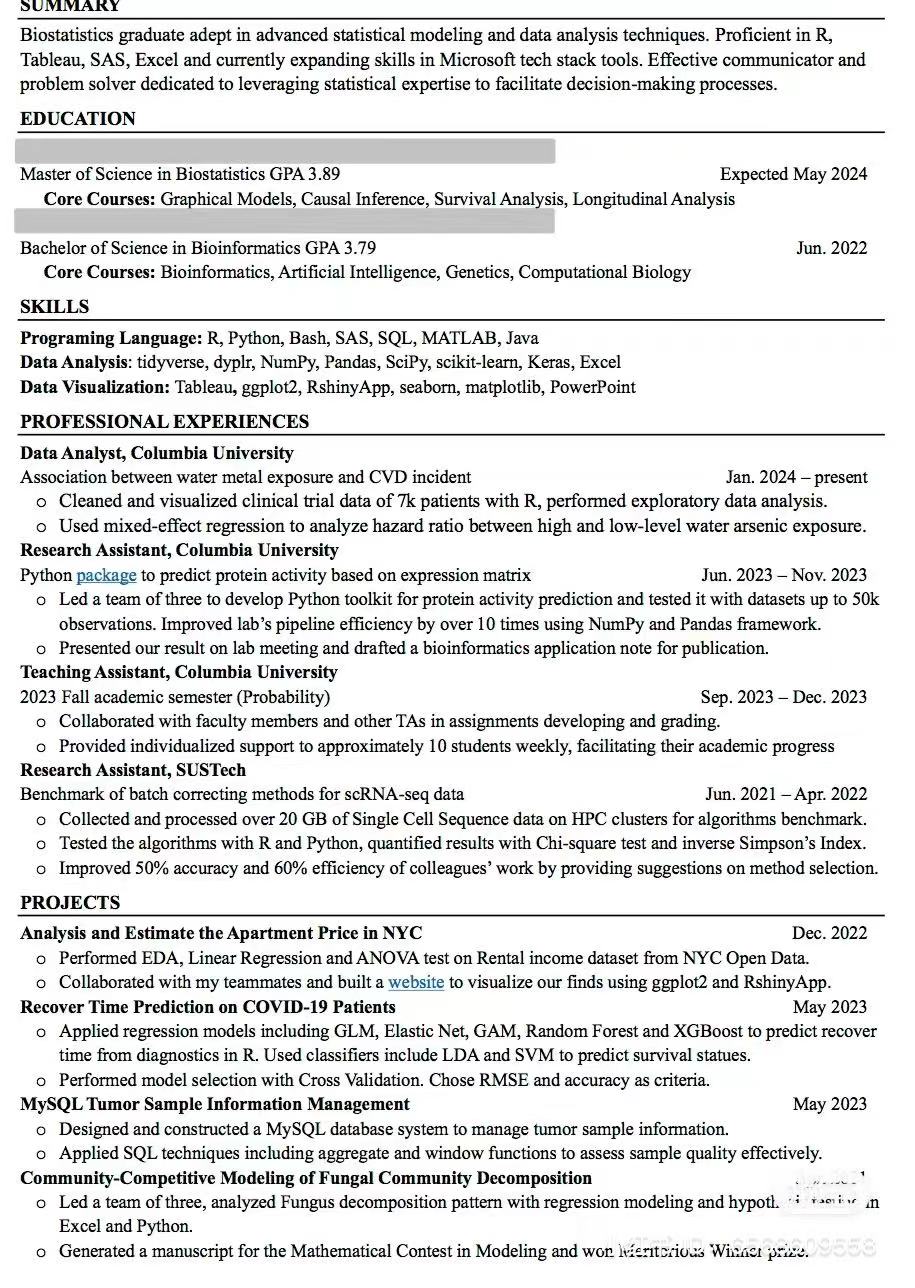 SUMMARY
Biostatistics graduate adept in advanced statistical modeling and data analysis techniques. Proficient in R,
Tableau, SAS, Excel and currently expanding skills in Microsoft tech stack tools. Effective communicator and
problem solver dedicated to leveraging statistical expertise to facilitate decision-making processes.
EDUCATION
Master of Science in Biostatistics GPA 3.89 Expected May 2024
Core Courses: Graphical Models, Causal Inference, Survival Analysis, Longitudinal Analysis
Bachelor of Science in Bioinformatics GPA 3.79 Jun. 2022
Core Courses: Bioinformatics, Artificial Intelligence, Genetics, Computational Biology
SKILLS
Programing Language: R, Python, Bash, SAS, SQL, MATLAB, Java
Data Analysis: tidyverse, dyplr, NumPy, Pandas, SciPy, scikit-learn, Keras, Excel
Data Visualization: Tableau, ggplot2, RshinyApp, seaborn, matplotlib, PowerPoint
PROFESSIONAL EXPERIENCES
Data Analyst, Columbia University
Association between water metal exposure and CVD incident Jan. 2024 – present
o Cleaned and visualized clinical trial data of 7k patients with R, performed exploratory data analysis.
o Used mixed-effect regression to analyze hazard ratio between high and low-level water arsenic exposure.
Research Assistant, Columbia University
Python package to predict protein activity based on expression matrix Jun. 2023 – Nov. 2023
o Led a team of three to develop Python toolkit for protein activity prediction and tested it with datasets up to 50k
observations. Improved lab's pipeline efficiency by over 10 times using NumPy and Pandas framework.
o Presented our result on lab meeting and drafted a bioinformatics application note for publication.
Teaching Assistant, Columbia University
2023 Fall academic semester (Probability) Sep. 2023 – Dec. 2023
o Collaborated with faculty members and other TAs in assignments developing and grading.
o Provided individualized support to approximately 10 students weekly, facilitating their academic progress
Research Assistant, SUSTech
Benchmark of batch correcting methods for scRNA-seq data Jun. 2021 – Apr. 2022
o Collected and processed over 20 GB of Single Cell Sequence data on HPC clusters for algorithms benchmark.
o Tested the algorithms with R and Python, quantified results with Chi-square test and inverse Simpson's Index.
o Improved 50% accuracy and 60% efficiency of colleagues' work by providing suggestions on method selection.
PROJECTS
Analysis and Estimate the Apartment Price in NYC Dec. 2022
o Performed EDA, Linear Regression and ANOVA test on Rental income dataset from NYC Open Data.
o Collaborated with my teammates and built a website to visualize our finds using ggplot2 and RshinyApp.
Recover Time Prediction on COVID-19 Patients May 2023
o Applied regression models including GLM, Elastic Net, GAM, Random Forest and XGBoost to predict recover
time from diagnostics in R. Used classifiers include LDA and SVM to predict survival statues.
o Performed model selection with Cross Validation. Chose RMSE and accuracy as criteria.
MySQL Tumor Sample Information Management May 2023
o Designed and constructed a MySQL database system to manage tumor sample information.
o Applied SQL techniques including aggregate and window functions to assess sample quality effectively.
Community-Competitive Modeling of Fungal Community Decomposition
o Led a team of three, analyzed Fungus decomposition pattern with regression modeling and in
Excel and Python.
o Generated a manuscript for the Mathematical Contest in Modeling and won Meritorious Winner prize.